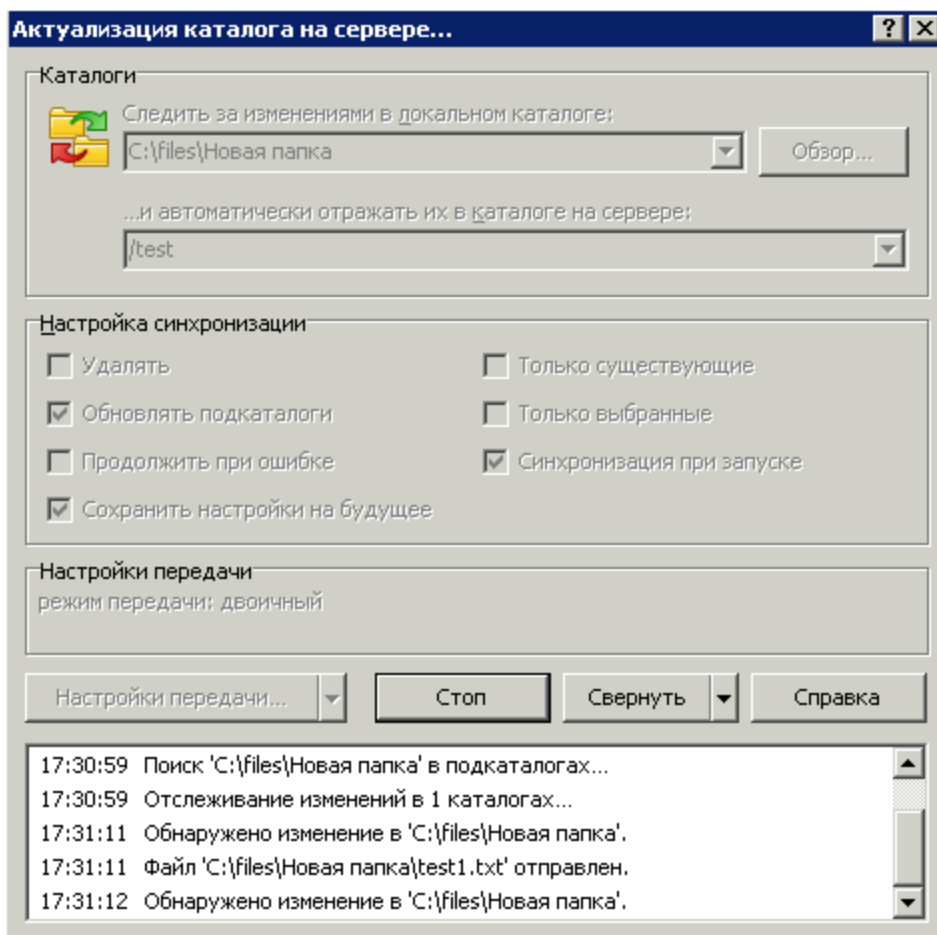 Актуализация каталога на сервере...
Каталоги
Следить за изменениями в локальном каталоге:
C:\files\Новая папка
Обзор...
...и автоматически отражать их в каталоге на сервере:
/test
Настройка синхронизации
Удалять
Только существующие
Обновлять подкаталоги
Только выбранные
Продолжить при ошибке
Синхронизация при запуске
Сохранить настройки на будущее
Настройки передачи
режим передачи: двоичный
Настройки передачи...
Стоп
Свернуть
Справка
17:30:59 Поиск 'C:\files\Новая папка' в подкаталогах...
17:30:59 Отслеживание изменений в 1 каталогах...
17:31:11 Обнаружено изменение в 'C:\files\Новая папка'.
17:31:11 Файл 'C:\files\Новая папка\test1.txt' отправлен.
17:31:12 Обнаружено изменение в 'C:\files\Новая папка'.